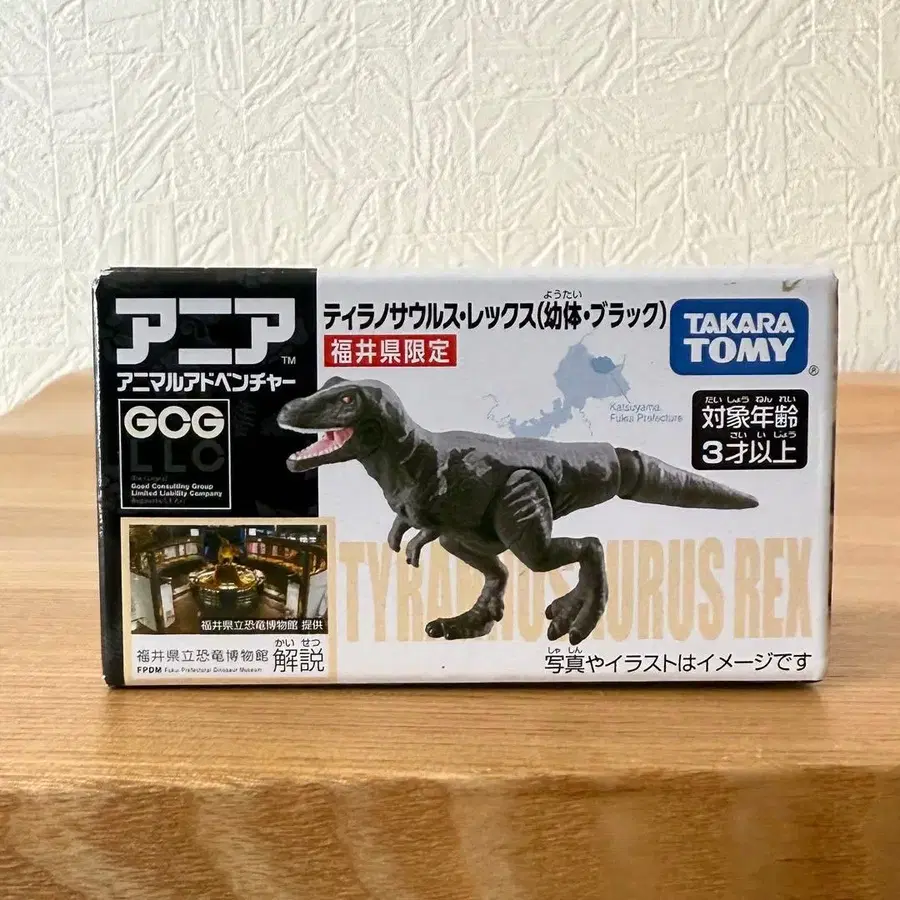 アニア
TM
アニマルアドベンチャー
GCG
LLC
Good Consulting Group
Limited Liability Company
ようたい
ティラノサウルス・レックス(幼体・ブラック)
福井県限定
TAKARA
TOMY
®
Katsuyama,
Fukui Prefecture
たい しょう ねん れい
対象年齢
さい い じょう
3才以上
TYRANNOSAURUS REX
福井県立恐竜博物館 提供
かい せつ
福井県立恐竜博物館 解説
FPDM Fukui Prefectural Dinosaur Museum
しゃ しん
写真やイラストはイメージです